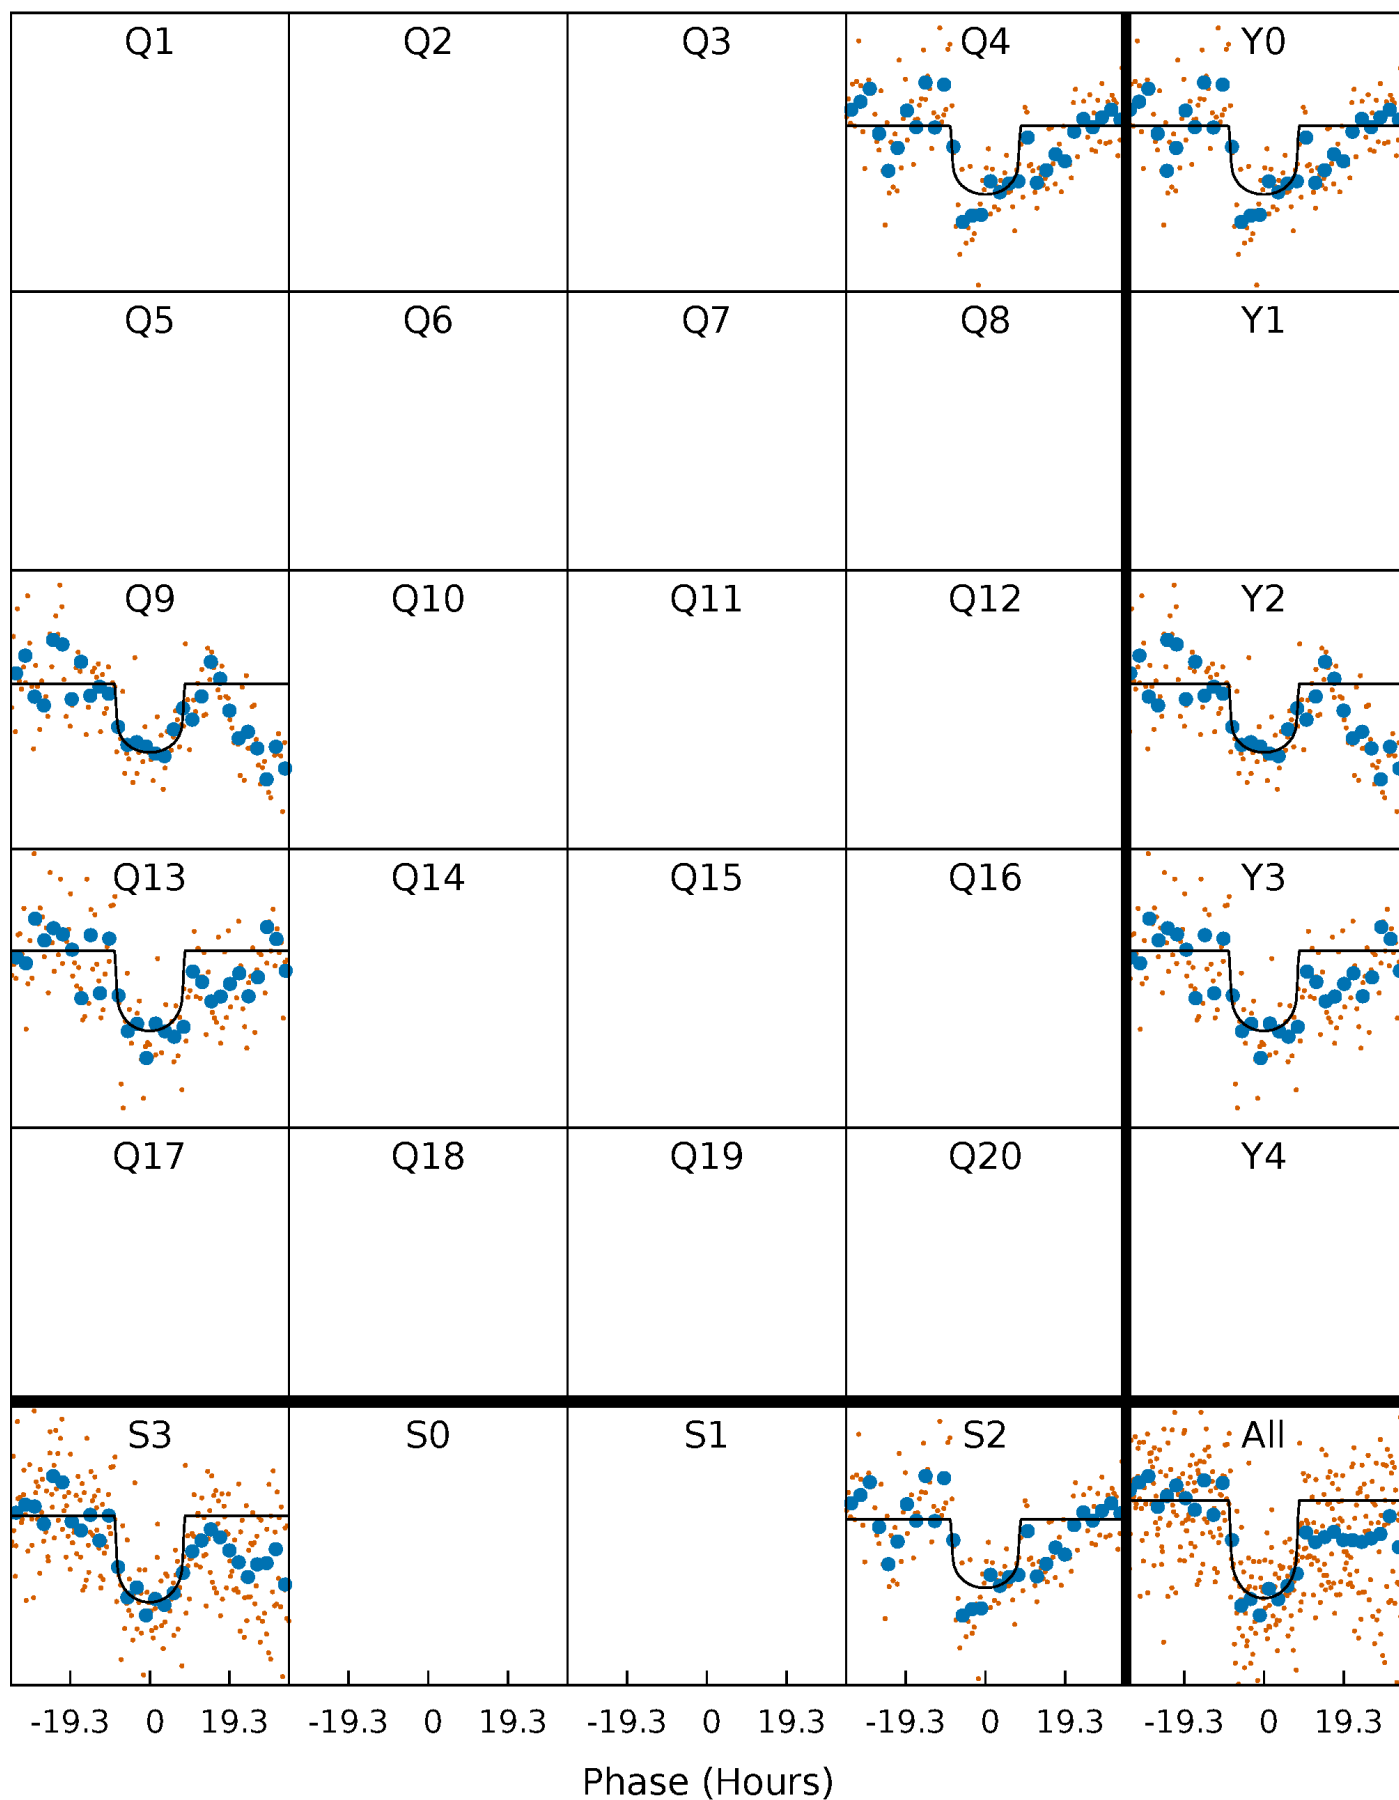 Q1 Q2 Q3 Q4 Y0
Q5 Q6 Q7 Q8 Y1
Q9 Q10 Q11 Q12 Y2
Q13 Q14 Q15 Q16 Y3
Q17 Q18 Q19 Q20 Y4
S3 S0 S1 S2 All
-19.3 0 19.3 -19.3 0 19.3 -19.3 0 19.3 -19.3 0 19.3 -19.3 0 19.3
Phase (Hours)